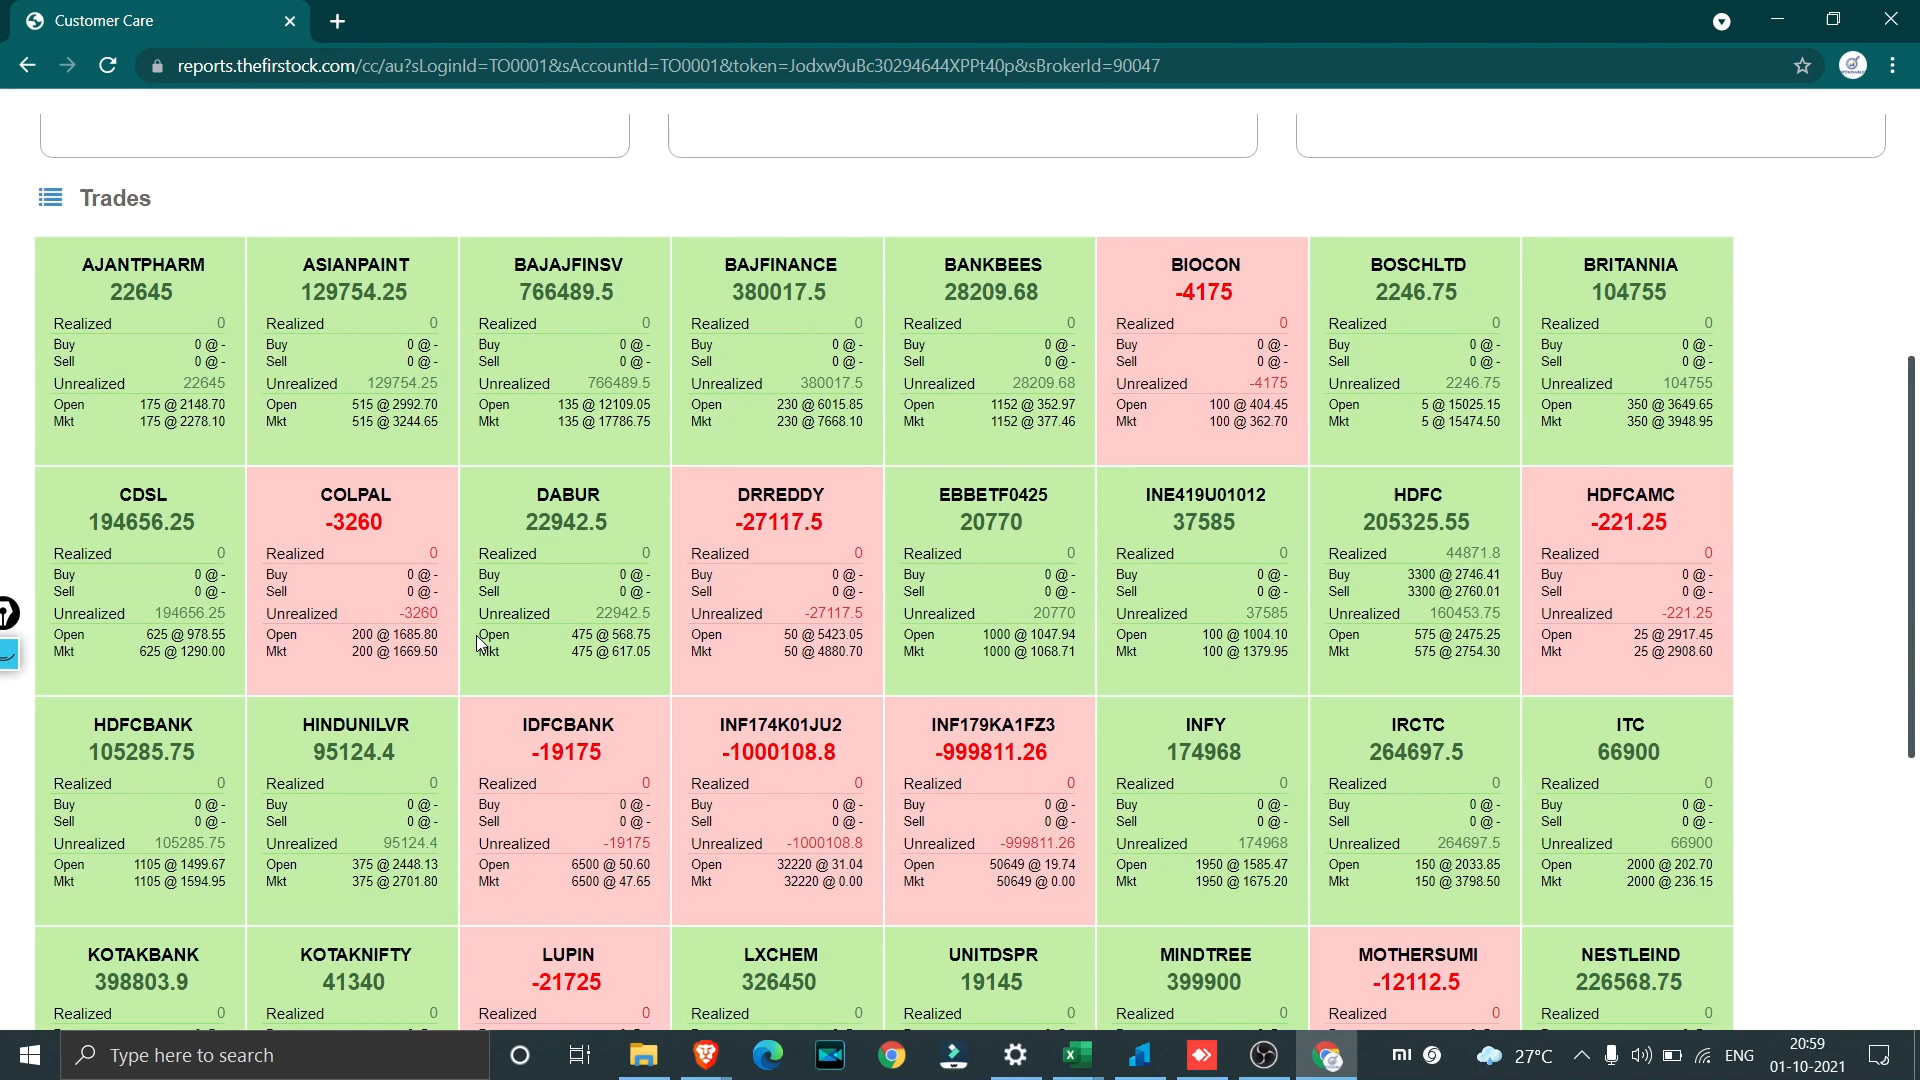 Customer Care
reports.thefirstock.com/cc/au?sLoginId=TO0001&sAccountId=TO0001&token=Jodxw9uBc30294644XPPt40p&sBrokerId=90047
Trades
AJANTPHARM
22645
Realized 0
Buy 0 @ -
Sell 0 @ -
Unrealized 22645
Open 175 @ 2148.70
Mkt 175 @ 2278.10
ASIANPAINT
129754.25
Realized 0
Buy 0 @ -
Sell 0 @ -
Unrealized 129754.25
Open 515 @ 2992.70
Mkt 515 @ 3244.65
BAJAJFINSV
766489.5
Realized 0
Buy 0 @ -
Sell 0 @ -
Unrealized 766489.5
Open 135 @ 12109.05
Mkt 135 @ 17786.75
BAJFINANCE
380017.5
Realized 0
Buy 0 @ -
Sell 0 @ -
Unrealized 380017.5
Open 230 @ 6015.85
Mkt 230 @ 7668.10
BANKBEES
28209.68
Realized 0
Buy 0 @ -
Sell 0 @ -
Unrealized 28209.68
Open 1152 @ 352.97
Mkt 1152 @ 377.46
BIOCON
-4175
Realized 0
Buy 0 @ -
Sell 0 @ -
Unrealized -4175
Open 100 @ 404.45
Mkt 100 @ 362.70
BOSCHLTD
2246.75
Realized 0
Buy 0 @ -
Sell 0 @ -
Unrealized 2246.75
Open 5 @ 15025.15
Mkt 5 @ 15474.50
BRITANNIA
104755
Realized 0
Buy 0 @ -
Sell 0 @ -
Unrealized 104755
Open 350 @ 3649.65
Mkt 350 @ 3948.95
CDSL
194656.25
Realized 0
Buy 0 @ -
Sell 0 @ -
Unrealized 194656.25
Open 625 @ 978.55
Mkt 625 @ 1290.00
COLPAL
-3260
Realized 0
Buy 0 @ -
Sell 0 @ -
Unrealized -3260
Open 200 @ 1685.80
Mkt 200 @ 1669.50
DABUR
22942.5
Realized 0
Buy 0 @ -
Sell 0 @ -
Unrealized 22942.5
Open 475 @ 568.75
Mkt 475 @ 617.05
DRREDDY
-27117.5
Realized 0
Buy 0 @ -
Sell 0 @ -
Unrealized -27117.5
Open 50 @ 5423.05
Mkt 50 @ 4880.70
EBBETF0425
20770
Realized 0
Buy 0 @ -
Sell 0 @ -
Unrealized 20770
Open 1000 @ 1047.94
Mkt 1000 @ 1068.71
INE419U01012
37585
Realized 0
Buy 0 @ -
Sell 0 @ -
Unrealized 37585
Open 100 @ 1004.10
Mkt 100 @ 1379.95
HDFC
205325.55
Realized 44871.8
Buy 3300 @ 2746.41
Sell 3300 @ 2760.01
Unrealized 160453.75
Open 575 @ 2475.25
Mkt 575 @ 2754.30
HDFCAMC
-221.25
Realized 0
Buy 0 @ -
Sell 0 @ -
Unrealized -221.25
Open 25 @ 2917.45
Mkt 25 @ 2908.60
HDFCBANK
105285.75
Realized 0
Buy 0 @ -
Sell 0 @ -
Unrealized 105285.75
Open 1105 @ 1499.67
Mkt 1105 @ 1594.95
HINDUNILVR
95124.4
Realized 0
Buy 0 @ -
Sell 0 @ -
Unrealized 95124.4
Open 375 @ 2448.13
Mkt 375 @ 2701.80
IDFCBANK
-19175
Realized 0
Buy 0 @ -
Sell 0 @ -
Unrealized -19175
Open 6500 @ 50.60
Mkt 6500 @ 47.65
INF174K01JU2
-1000108.8
Realized 0
Buy 0 @ -
Sell 0 @ -
Unrealized -1000108.8
Open 32220 @ 31.04
Mkt 32220 @ 0.00
INF179KA1FZ3
-999811.26
Realized 0
Buy 0 @ -
Sell 0 @ -
Unrealized -999811.26
Open 50649 @ 19.74
Mkt 50649 @ 0.00
INFY
174968
Realized 0
Buy 0 @ -
Sell 0 @ -
Unrealized 174968
Open 1950 @ 1585.47
Mkt 1950 @ 1675.20
IRCTC
264697.5
Realized 0
Buy 0 @ -
Sell 0 @ -
Unrealized 264697.5
Open 150 @ 2033.85
Mkt 150 @ 3798.50
ITC
66900
Realized 0
Buy 0 @ -
Sell 0 @ -
Unrealized 66900
Open 2000 @ 202.70
Mkt 2000 @ 236.15
KOTAKBANK
398803.9
Realized 0
KOTAKNIFTY
41340
Realized 0
LUPIN
-21725
Realized 0
LXCHEM
326450
Realized 0
UNITDSPR
19145
Realized 0
MINDTREE
399900
Realized 0
MOTHERSUMI
-12112.5
Realized 0
NESTLEIND
226568.75
Realized 0
Type here to search
27°C
ENG
20:59
01-10-2021